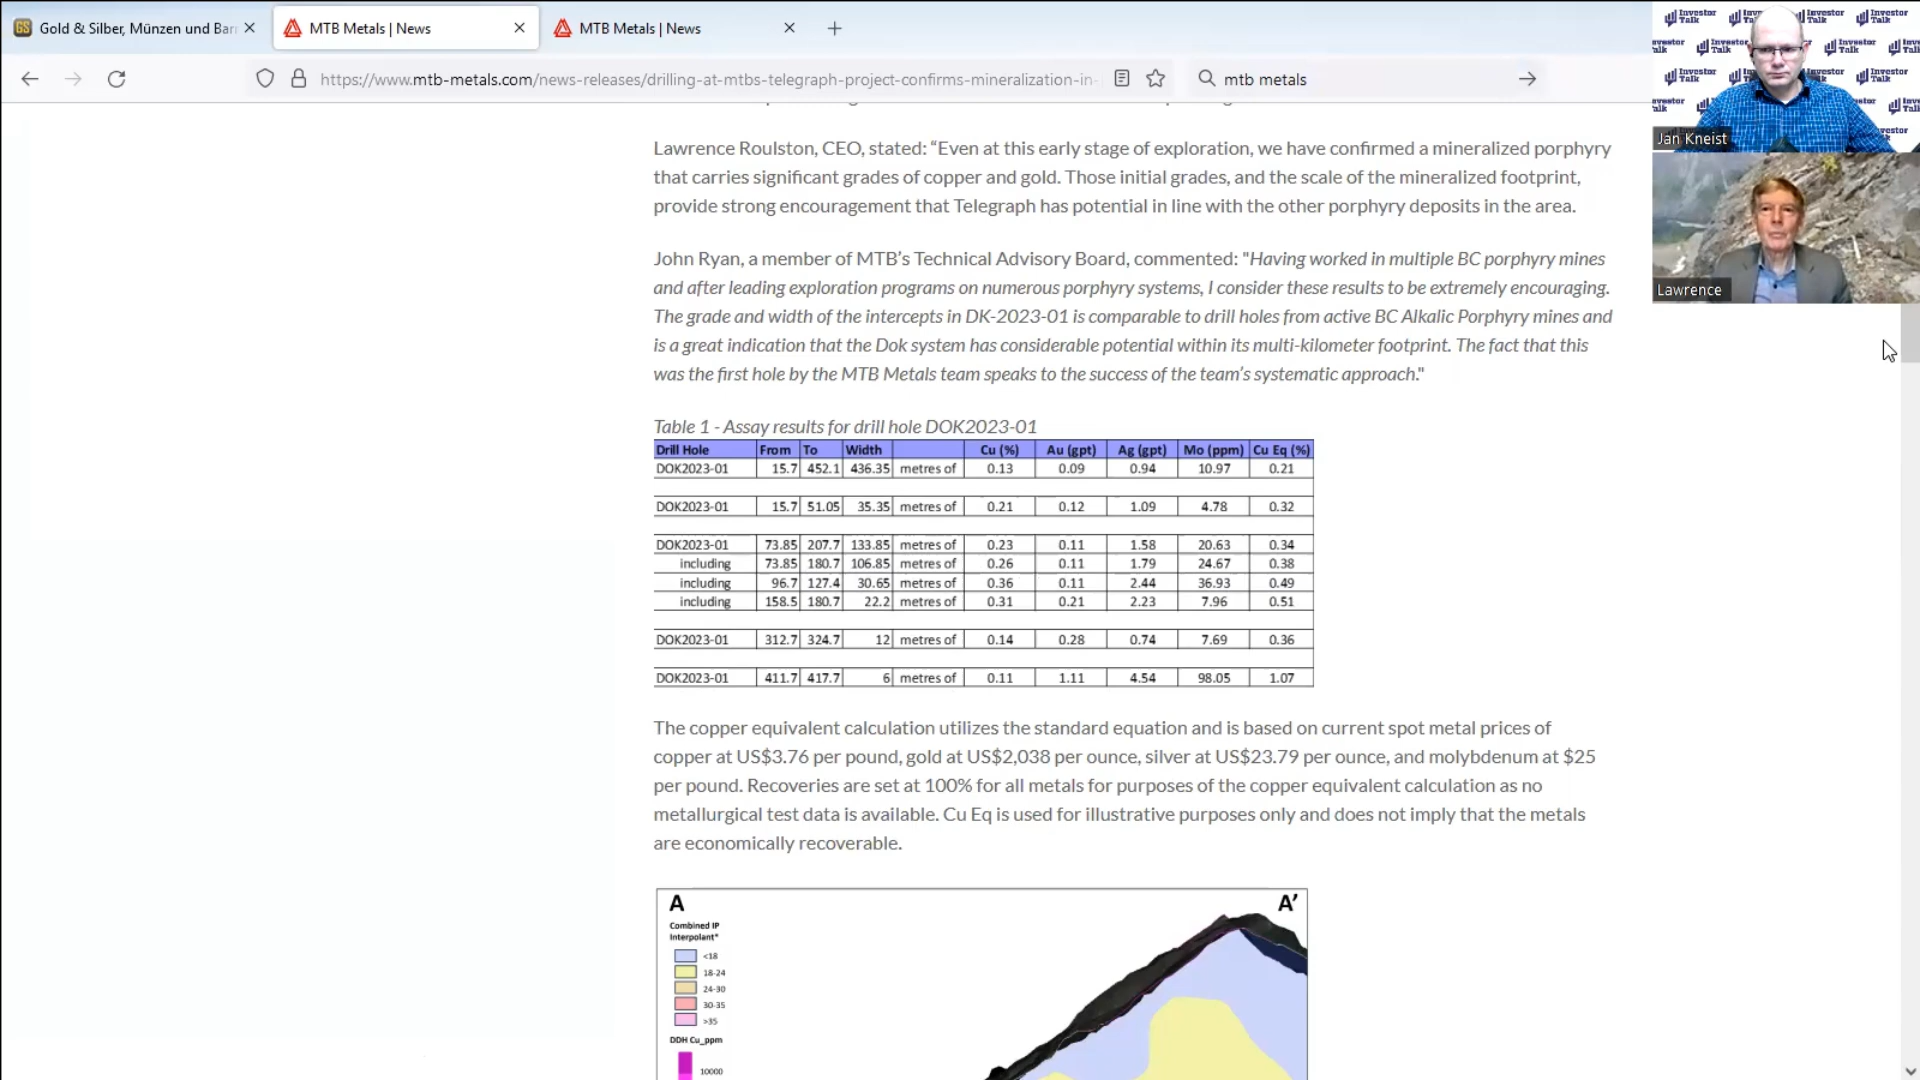 Gold & Silber, Münzen und Bar
MTB Metals | News
MTB Metals | News
https://www.mtb-metals.com/news-releases/drilling-at-mtbs-telegraph-project-confirms-mineralization-in-
mtb metals
Investor Talk
Jan Kneist
Lawrence
Lawrence Roulston, CEO, stated: “Even at this early stage of exploration, we have confirmed a mineralized porphyry
that carries significant grades of copper and gold. Those initial grades, and the scale of the mineralized footprint,
provide strong encouragement that Telegraph has potential in line with the other porphyry deposits in the area.
John Ryan, a member of MTB’s Technical Advisory Board, commented: "Having worked in multiple BC porphyry mines
and after leading exploration programs on numerous porphyry systems, I consider these results to be extremely encouraging.
The grade and width of the intercepts in DK-2023-01 is comparable to drill holes from active BC Alkalic Porphyry mines and
is a great indication that the Dok system has considerable potential within its multi-kilometer footprint. The fact that this
was the first hole by the MTB Metals team speaks to the success of the team’s systematic approach."
Table 1 - Assay results for drill hole DOK2023-01
Drill Hole From To Width Cu (%) Au (gpt) Ag (gpt) Mo (ppm) Cu Eq (%)
DOK2023-01 15.7 452.1 436.35 metres of 0.13 0.09 0.94 10.97 0.21
DOK2023-01 15.7 51.05 35.35 metres of 0.21 0.12 1.09 4.78 0.32
DOK2023-01 73.85 207.7 133.85 metres of 0.23 0.11 1.58 20.63 0.34
including 73.85 180.7 106.85 metres of 0.26 0.11 1.79 24.67 0.38
including 96.7 127.4 30.65 metres of 0.36 0.11 2.44 36.93 0.49
including 158.5 180.7 22.2 metres of 0.31 0.21 2.23 7.96 0.51
DOK2023-01 312.7 324.7 12 metres of 0.14 0.28 0.74 7.69 0.36
DOK2023-01 411.7 417.7 6 metres of 0.11 1.11 4.54 98.05 1.07
The copper equivalent calculation utilizes the standard equation and is based on current spot metal prices of
copper at US$3.76 per pound, gold at US$2,038 per ounce, silver at US$23.79 per ounce, and molybdenum at $25
per pound. Recoveries are set at 100% for all metals for purposes of the copper equivalent calculation as no
metallurgical test data is available. Cu Eq is used for illustrative purposes only and does not imply that the metals
are economically recoverable.
A A’
Combined IP
Interpolant*
<18
18-24
24-30
30-35
>35
DDH Cu_ppm
10000